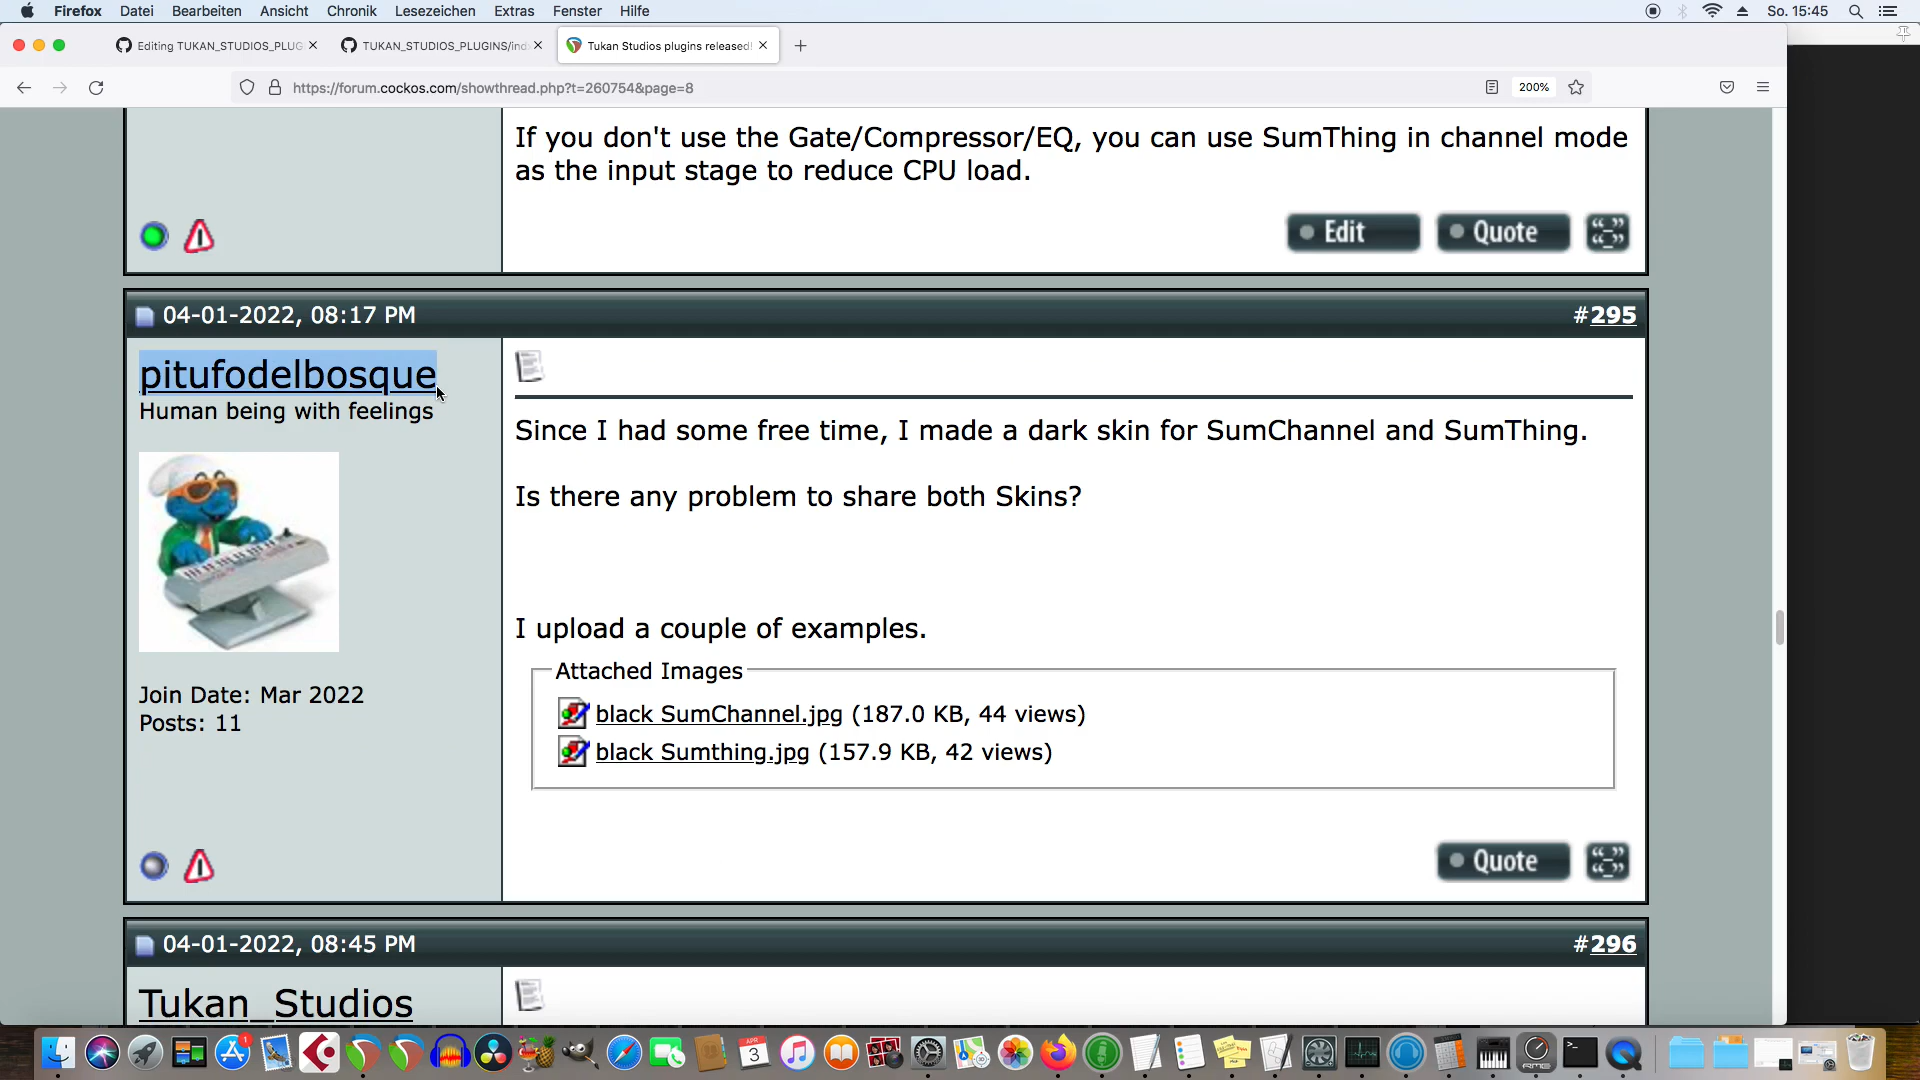 Firefox Datei Bearbeiten Ansicht Chronik Lesezeichen Extras Fenster Hilfe So. 15:45
Editing TUKAN_STUDIOS_PLUG TUKAN_STUDIOS_PLUGINS/ind Tukan Studios plugins released!
https://forum.cockos.com/showthread.php?t=260754&page=8 200%
If you don't use the Gate/Compressor/EQ, you can use SumThing in channel mode
as the input stage to reduce CPU load.
Edit Quote
04-01-2022, 08:17 PM #295
pitufodelbosque
Human being with feelings
Since I had some free time, I made a dark skin for SumChannel and SumThing.
Is there any problem to share both Skins?
I upload a couple of examples.
Attached Images
black SumChannel.jpg (187.0 KB, 44 views)
black Sumthing.jpg (157.9 KB, 42 views)
Join Date: Mar 2022
Posts: 11
Quote
04-01-2022, 08:45 PM #296
Tukan_Studios
1
APR
3
RME